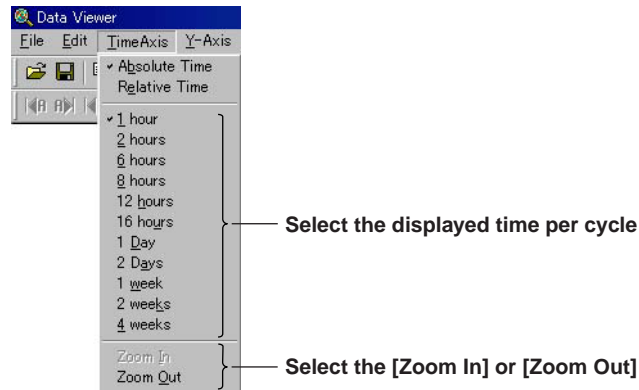 Data Viewer
File Edit TimeAxis Y-Axis
Absolute Time
Relative Time
1 hour
2 hours
6 hours
8 hours
12 hours
16 hours
1 Day
2 Days
1 week
2 weeks
4 weeks
Select the displayed time per cycle
Zoom In
Zoom Out
Select the [Zoom In] or [Zoom Out]